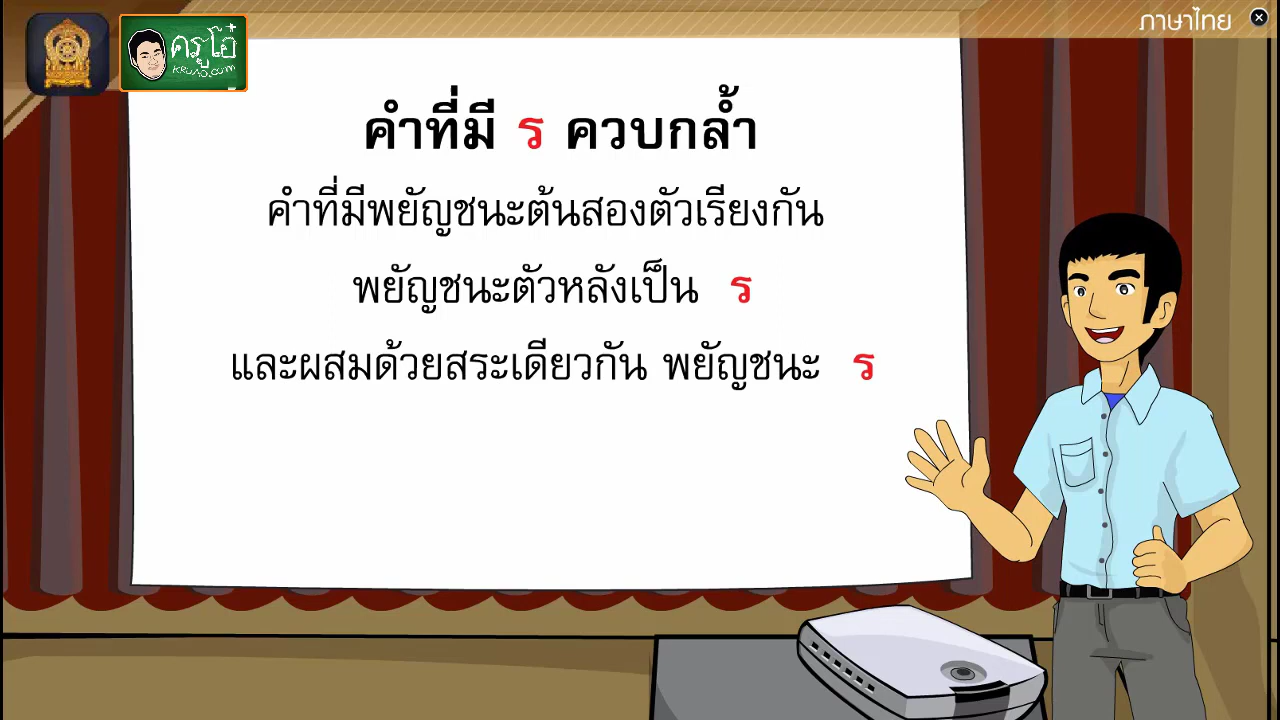 ภาษาไทย
ครูโอ๋
KRUAO.COM
คำที่มี ร ควบกล้ำ
คำที่มีพยัญชนะต้นสองตัวเรียงกัน
พยัญชนะตัวหลังเป็น ร
และผสมด้วยสระเดียวกัน พยัญชนะ ร